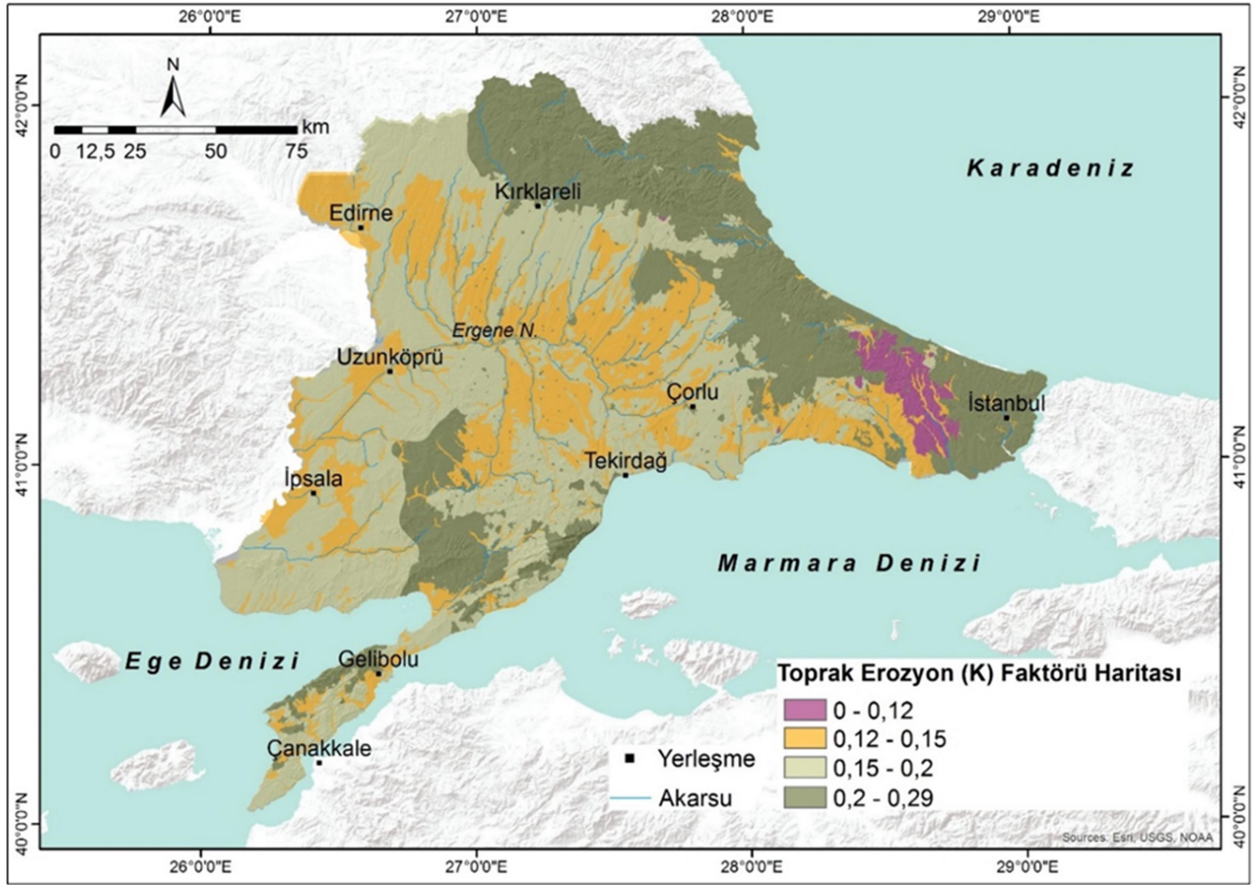 26°0'0"E 27°0'0"E 28°0'0"E 29°0'0"E
42°0'0"N
42°0'0"N
N
km
0 12,5 25 50 75
Karadeniz
Kırklareli
Edirne
Ergene N.
Uzunköprü
Çorlu
İstanbul
41°0'0"N
41°0'0"N
Tekirdağ
İpsala
Marmara Denizi
Ege Denizi
Gelibolu
Çanakkale
Toprak Erozyon (K) Faktörü Haritası
0 - 0,12
0,12 - 0,15
0,15 - 0,2
0,2 - 0,29
Yerleşme
Akarsu
40°0'0"N
40°0'0"N
Sources: Esri, USGS, NOAA
26°0'0"E 27°0'0"E 28°0'0"E 29°0'0"E